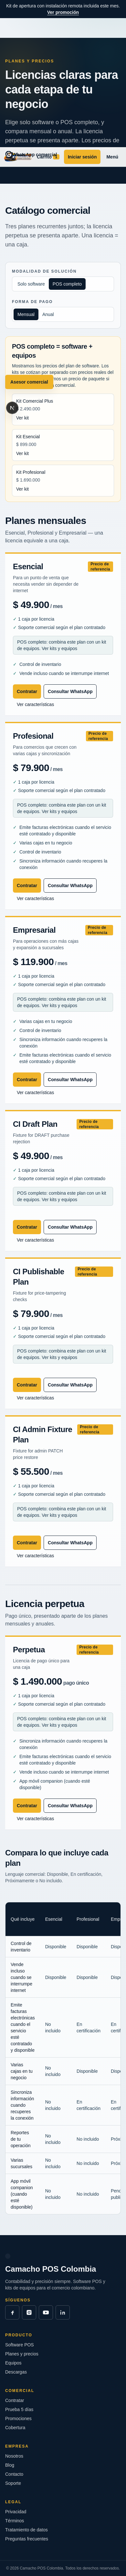 Kit de apertura con instalación remota incluida este mes.
Ver promoción
WhatsApp comercial
Carrito
Iniciar sesión
Menú
PLANES Y PRECIOS
Licencias claras para
cada etapa de tu
negocio
Elige solo software o POS completo, y
compara mensual o anual. La licencia
perpetua se presenta aparte. Los precios de
Catálogo comercial
Tres planes recurrentes juntos; la licencia
perpetua se presenta aparte. Una licencia =
una caja.
MODALIDAD DE SOLUCIÓN
Solo software
POS completo
FORMA DE PAGO
Mensual
Anual
POS completo = software +
equipos
Mostramos los precios del plan de software. Los
kits se cotizan por separado con precios reales del
Asesor comercial
Kit Comercial Plus
$ 2.490.000
Ver kit
Kit Esencial
$ 899.000
Ver kit
Kit Profesional
$ 1.690.000
Ver kit
Planes mensuales
Esencial, Profesional y Empresarial — una
licencia equivale a una caja.
Esencial
Precio de
referencia
Para un punto de venta que
necesita vender sin depender de
internet
$ 49.900 / mes
✓ 1 caja por licencia
✓ Soporte comercial según el plan contratado
POS completo: combina este plan con un kit
de equipos. Ver kits y equipos
✓ Control de inventario
✓ Vende incluso cuando se interrumpe internet
Contratar
Consultar WhatsApp
Ver características
Profesional
Precio de
referencia
Para comercios que crecen con
varias cajas y sincronización
$ 79.900 / mes
✓ 1 caja por licencia
✓ Soporte comercial según el plan contratado
POS completo: combina este plan con un kit
de equipos. Ver kits y equipos
✓ Emite facturas electrónicas cuando el servicio
esté contratado y disponible
✓ Varias cajas en tu negocio
✓ Control de inventario
✓ Sincroniza información cuando recuperes la
conexión
Contratar
Consultar WhatsApp
Ver características
Empresarial
Precio de
referencia
Para operaciones con más cajas
y expansión a sucursales
$ 119.900 / mes
✓ 1 caja por licencia
✓ Soporte comercial según el plan contratado
POS completo: combina este plan con un kit
de equipos. Ver kits y equipos
✓ Varias cajas en tu negocio
✓ Control de inventario
✓ Sincroniza información cuando recuperes la
conexión
✓ Emite facturas electrónicas cuando el servicio
esté contratado y disponible
Contratar
Consultar WhatsApp
Ver características
CI Draft Plan
Precio de
referencia
Fixture for DRAFT purchase
rejection
$ 49.900 / mes
✓ 1 caja por licencia
✓ Soporte comercial según el plan contratado
POS completo: combina este plan con un kit
de equipos. Ver kits y equipos
Contratar
Consultar WhatsApp
Ver características
CI Publishable
Plan
Precio de
referencia
Fixture for price-tampering
checks
$ 79.900 / mes
✓ 1 caja por licencia
✓ Soporte comercial según el plan contratado
POS completo: combina este plan con un kit
de equipos. Ver kits y equipos
Contratar
Consultar WhatsApp
Ver características
CI Admin Fixture
Plan
Precio de
referencia
Fixture for admin PATCH
price restore
$ 55.500 / mes
✓ 1 caja por licencia
✓ Soporte comercial según el plan contratado
POS completo: combina este plan con un kit
de equipos. Ver kits y equipos
Contratar
Consultar WhatsApp
Ver características
Licencia perpetua
Pago único, presentado aparte de los planes
mensuales y anuales.
Perpetua
Precio de
referencia
Licencia de pago único para
una caja
$ 1.490.000 pago único
✓ 1 caja por licencia
✓ Soporte comercial según el plan contratado
POS completo: combina este plan con un kit
de equipos. Ver kits y equipos
✓ Sincroniza información cuando recuperes la
conexión
✓ Emite facturas electrónicas cuando el servicio
esté contratado y disponible
✓ Vende incluso cuando se interrumpe internet
✓ App móvil companion (cuando esté
disponible)
Contratar
Consultar WhatsApp
Ver características
Compara lo que incluye cada
plan
Lenguaje comercial: Disponible, En certificación,
Próximamente o No incluido.
Qué incluye Esencial Profesional
Control de
inventario
Disponible Disponible
Vende
incluso
cuando se
interrumpe
internet
Disponible Disponible
Emite
facturas
electrónicas
cuando el
servicio
esté
contratado
y disponible
No
incluido
En
certificación
Varias
cajas en tu
negocio
No
incluido
Disponible
Sincroniza
información
cuando
recuperes
la conexión
No
incluido
En
certificación
Reportes
de tu
operación
No
incluido
No incluido
Varias
sucursales
No
incluido
No incluido
App móvil
companion
(cuando
esté
disponible)
No
incluido
No incluido
Camacho POS Colombia
Contabilidad y precisión siempre. Software POS y
kits de equipos para el comercio colombiano.
SÍGUENOS
PRODUCTO
Software POS
Planes y precios
Equipos
Descargas
COMERCIAL
Contratar
Prueba 5 días
Promociones
Cobertura
EMPRESA
Nosotros
Blog
Contacto
Soporte
LEGAL
Privacidad
Términos
Tratamiento de datos
Preguntas frecuentes
© 2026 Camacho POS Colombia. Todos los derechos reservados.